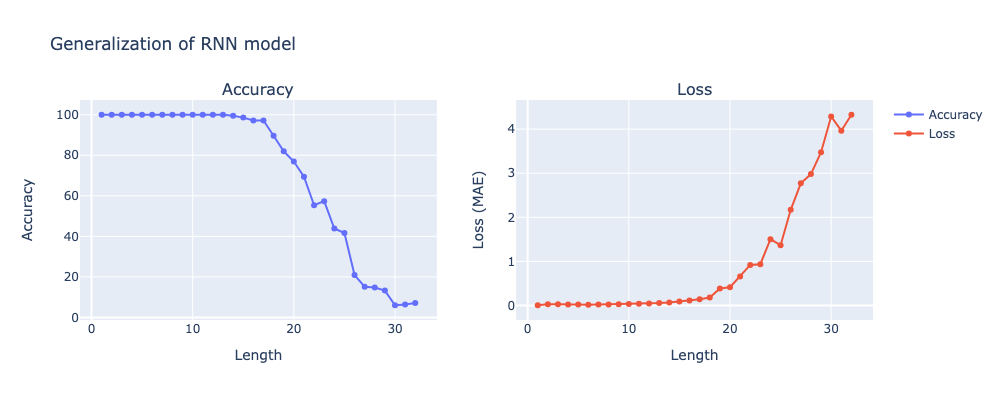 Generalization of RNN model
Accuracy
Loss
100
80
60
40
20
0
Accuracy
0 10 20 30
Length
4
3
2
1
0
Loss (MAE)
0 10 20 30
Length
Accuracy
Loss